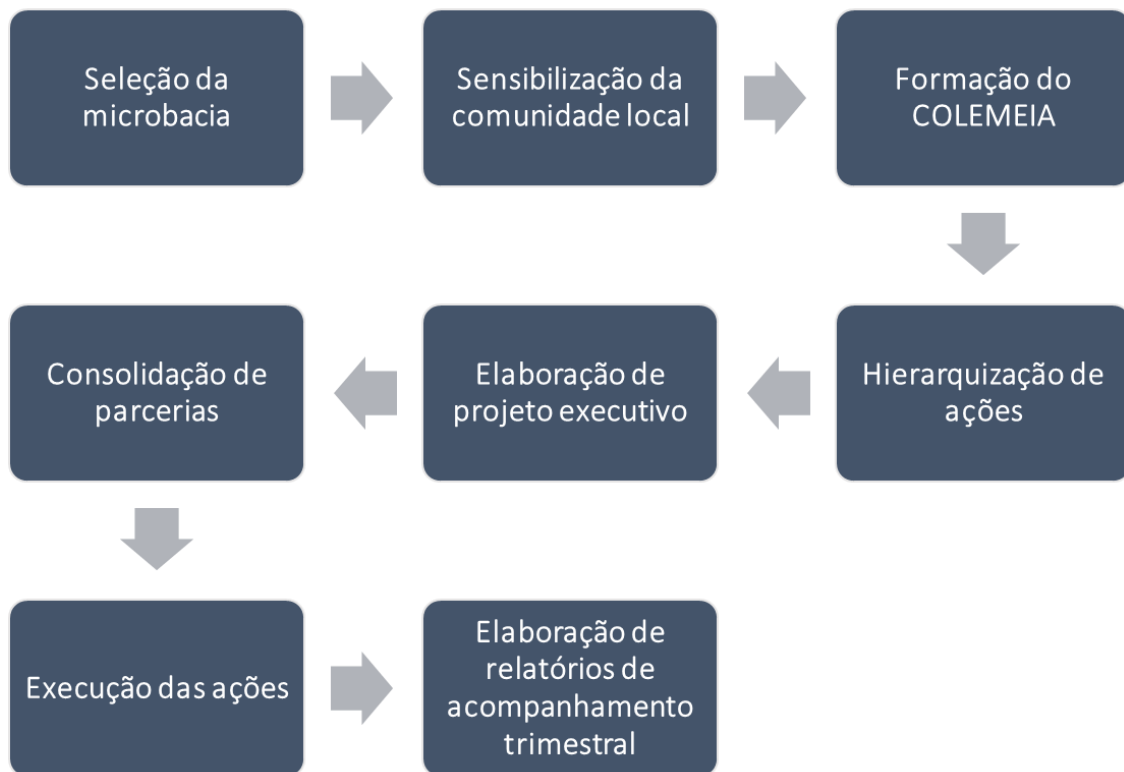 Seleção da
microbacia
Sensibilização da
comunidade local
Formação do
COLEMEIA
Hierarquização de
ações
Elaboração de
projeto executivo
Consolidação de
parcerias
Execução das ações
Elaboração de
relatórios de
acompanhamento
trimestral